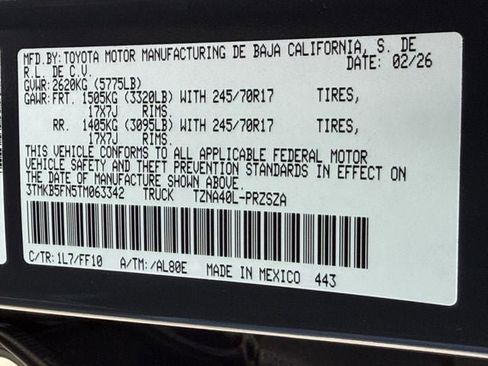 MFD.BY: TOYOTA MOTOR MANUFACTURING DE BAJA CALIFORNIA, S. DE
R.L. DE C.V. DATE: 02/26
GVWR: 2620KG (5775LB)
GAWR: FRT. 1505KG (3320LB) WITH 245/70R17 TIRES,
17X7J RIMS.
RR. 1405KG (3095LB) WITH 245/70R17 TIRES,
17X7J RIMS.
THIS VEHICLE CONFORMS TO ALL APPLICABLE FEDERAL MOTOR
VEHICLE SAFETY AND THEFT PREVENTION STANDARDS IN EFFECT ON
THE DATE OF MANUFACTURE SHOWN ABOVE.
3TMKB5FN5TM063342 TRUCK TZNA40L-PRZSZA
C/TR: 1L7/FF10 A/TM: /AL80E MADE IN MEXICO 443